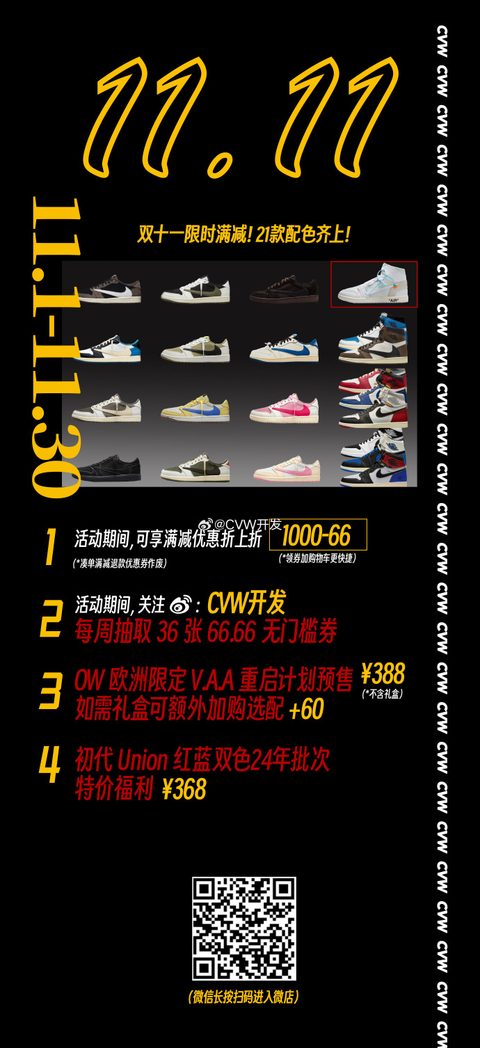 11.11
11.1-11.30
双十一限时满减! 21款配色齐上!
@CVW开发
1 活动期间,可享满减优惠折上折 1000-66
(*凑单满减退款优惠券作废) (*领券加购物车更快捷)
2 活动期间,关注 : CVW开发
每周抽取 36 张 66.66 无门槛券
3 OW 欧洲限定 V.A.A 重启计划预售 ¥388
(*不含礼盒)
如需礼盒可额外加购选配 +60
4 初代 Union 红蓝双色24年批次
特价福利 ¥368
(微信长按扫码进入微店)
CVW CVW CVW CVW CVW CVW CVW CVW CVW CVW CVW CVW CVW CVW CVW CVW CVW CVW CVW CVW CVW CVW CVW CVW CVW CVW